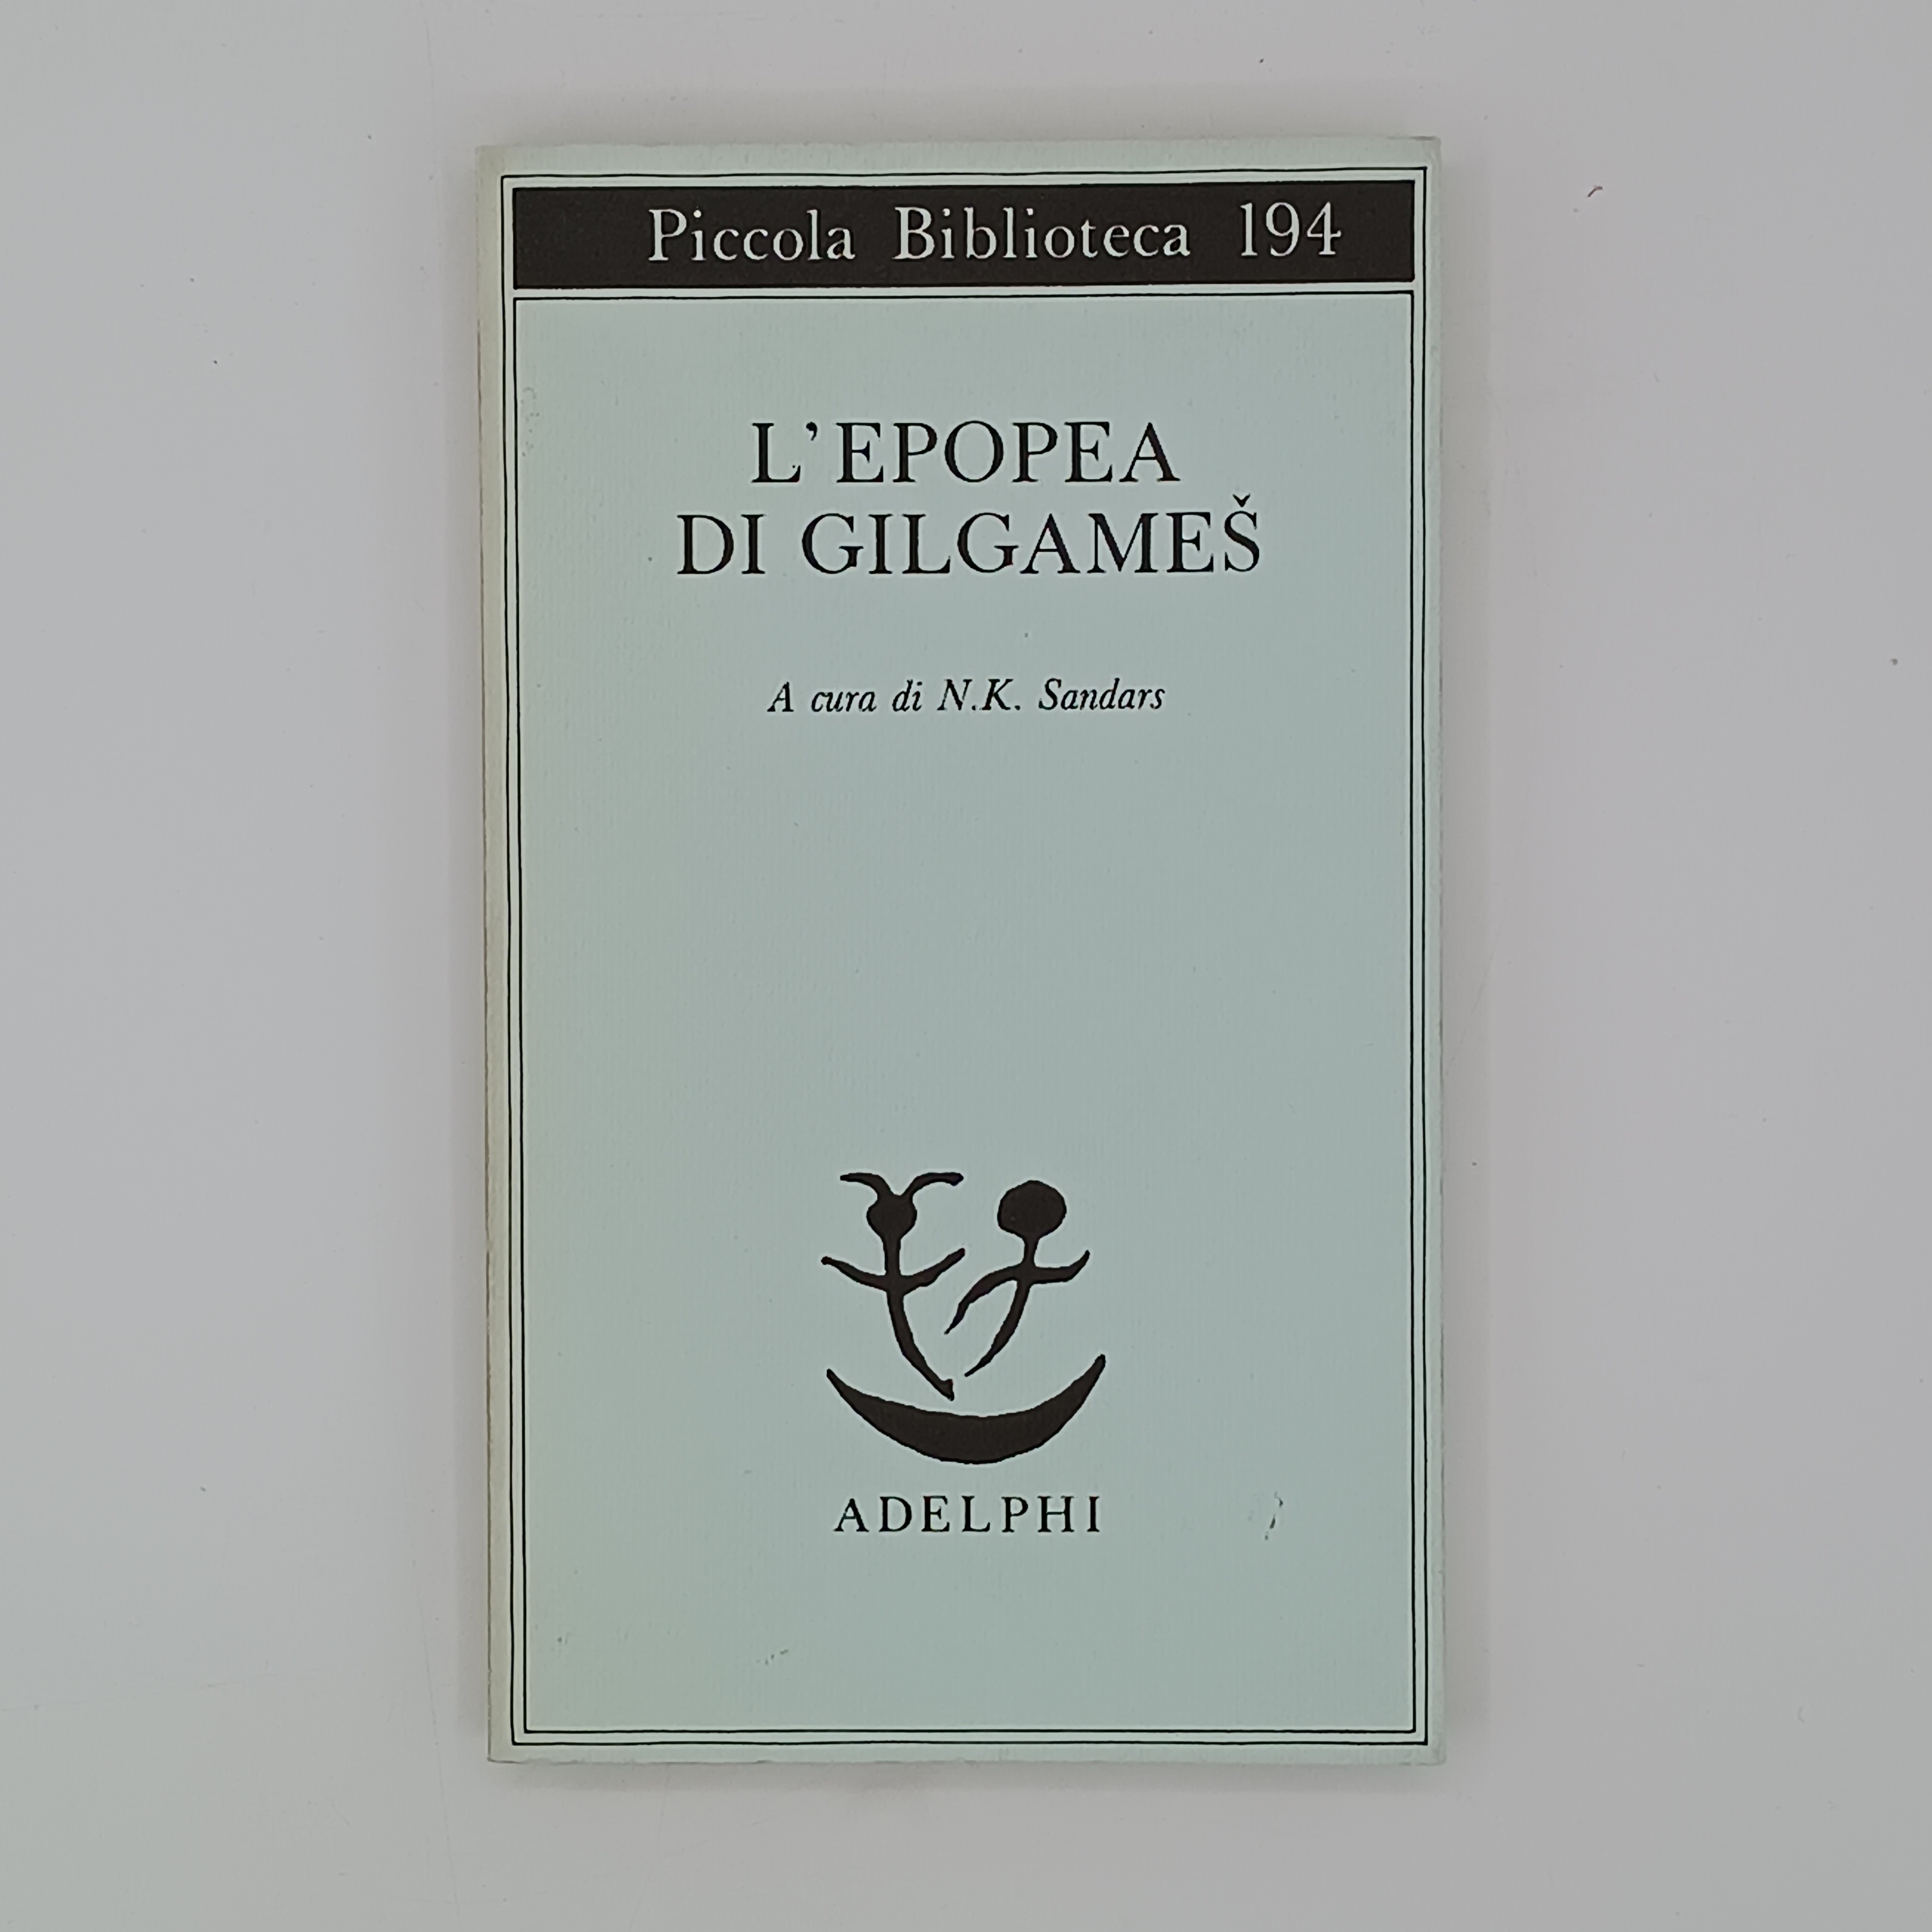 Piccola Biblioteca 194
L'EPOPEA
DI GILGAMEŠ
A cura di N.K. Sandars
ADELPHI